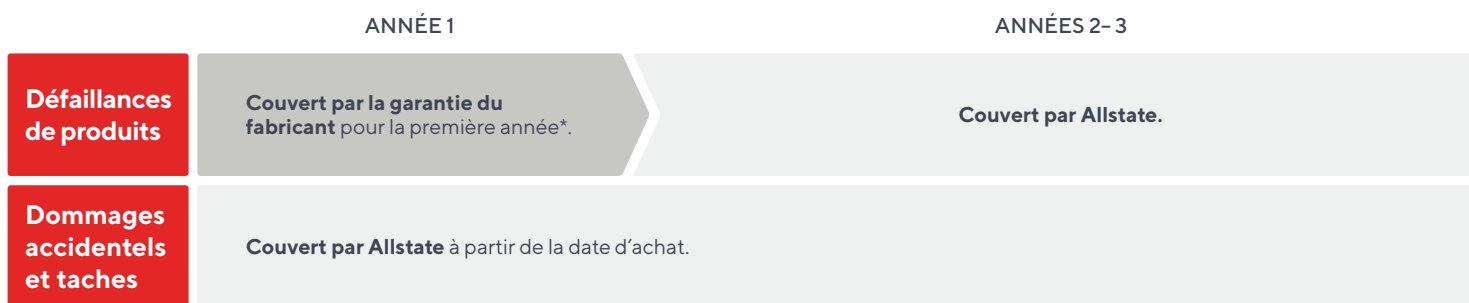 ANNÉE 1
ANNÉES 2–3
Défaillances
de produits
Couvert par la garantie du
fabricant pour la première année*.
Couvert par Allstate.
Dommages
accidentels
et taches
Couvert par Allstate à partir de la date d’achat.